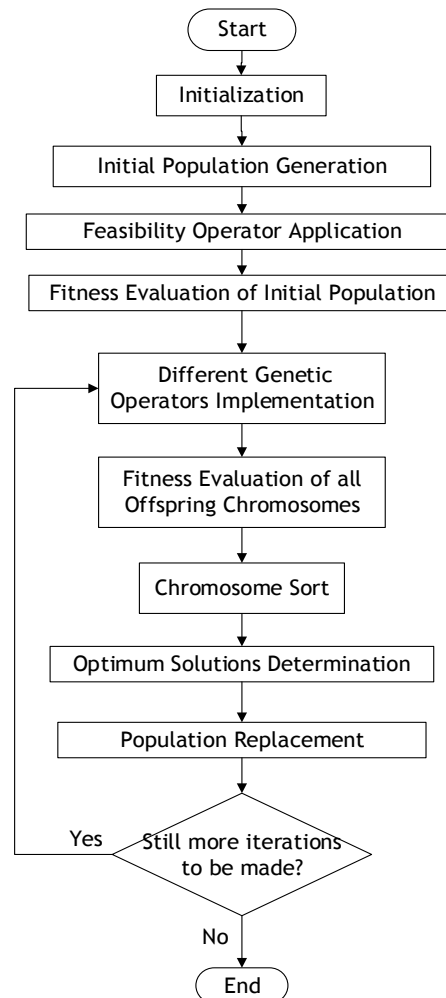 Start
Initialization
Initial Population Generation
Feasibility Operator Application
Fitness Evaluation of Initial Population
Different Genetic
Operators Implementation
Fitness Evaluation of all
Offspring Chromosomes
Chromosome Sort
Optimum Solutions Determination
Population Replacement
Yes
Still more iterations
to be made?
No
End